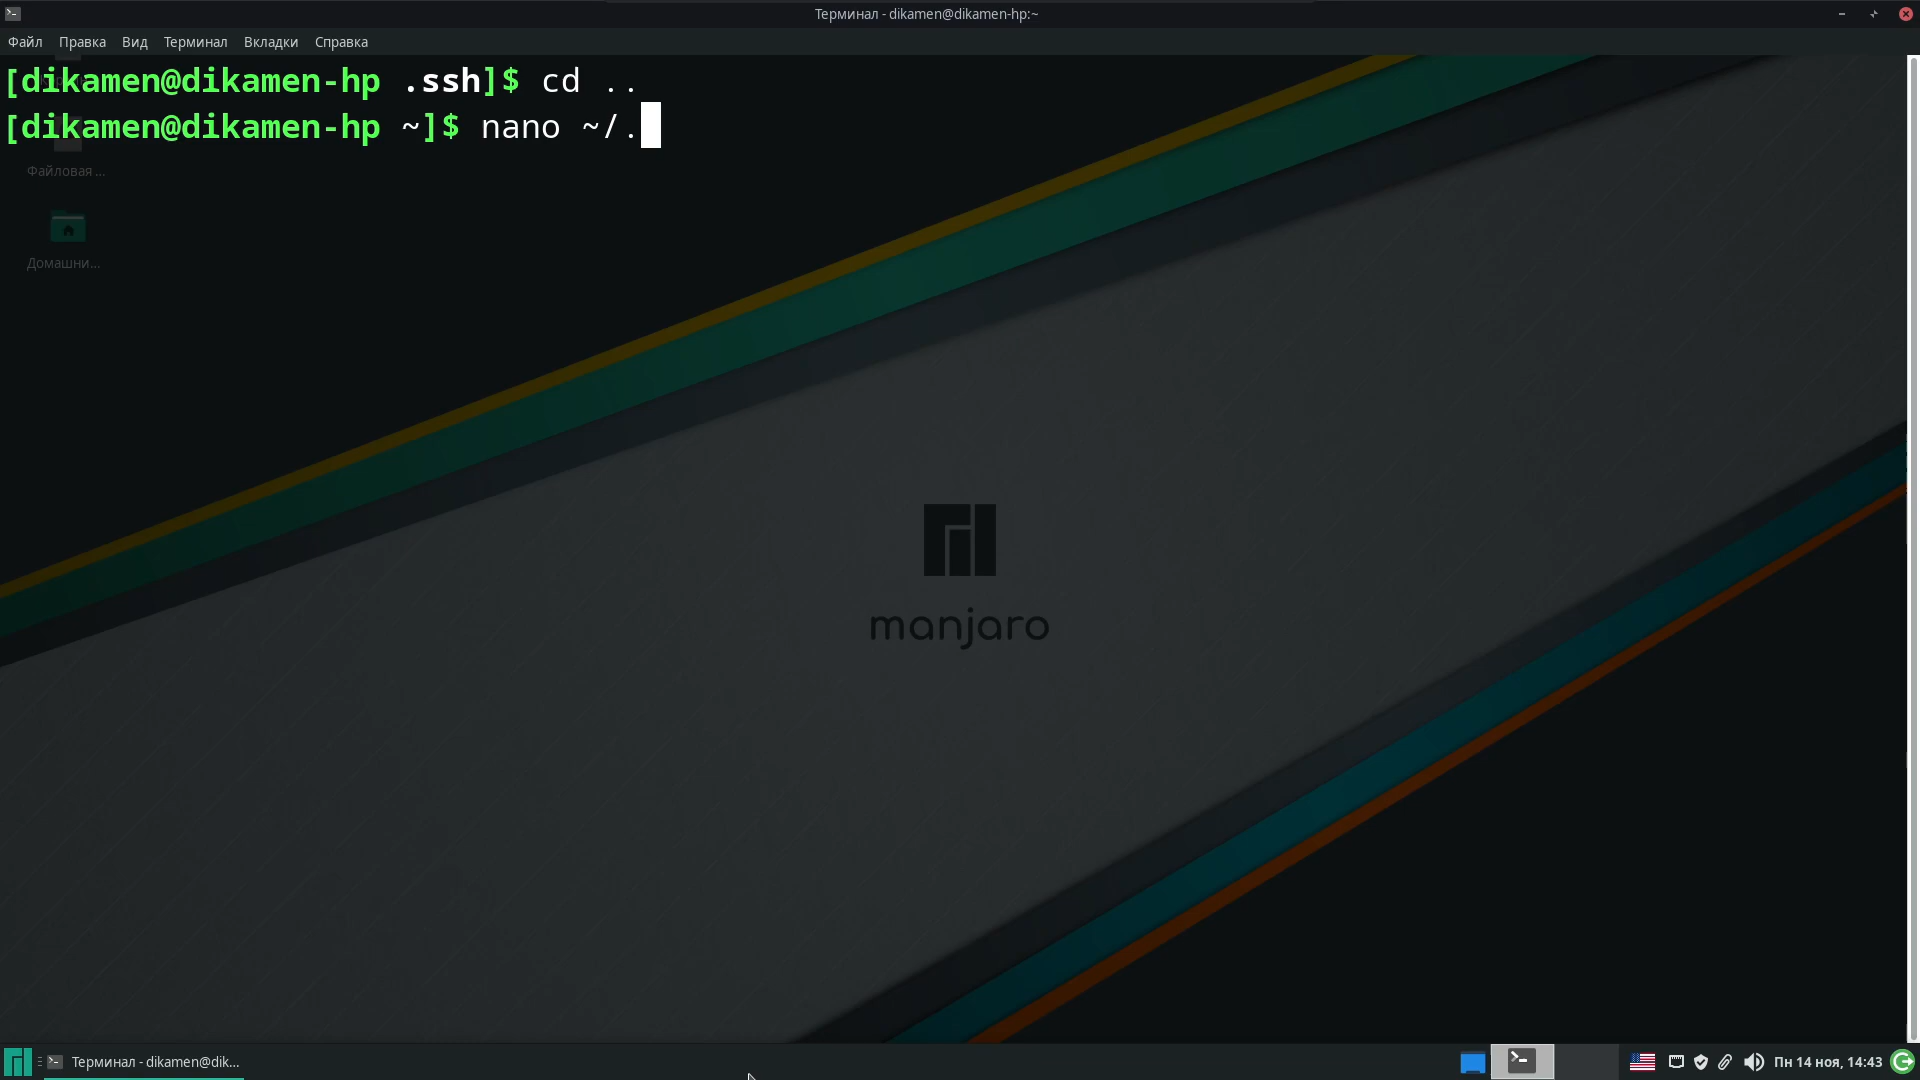 Терминал - dikamen@dikamen-hp:~
Файл Правка Вид Терминал Вкладки Справка
[dikamen@dikamen-hp .ssh]$ cd ..
[dikamen@dikamen-hp ~]$ nano ~/.
Файловая ...
Домашни...
manjaro
Терминал - dikamen@dik...
Пн 14 ноя, 14:43